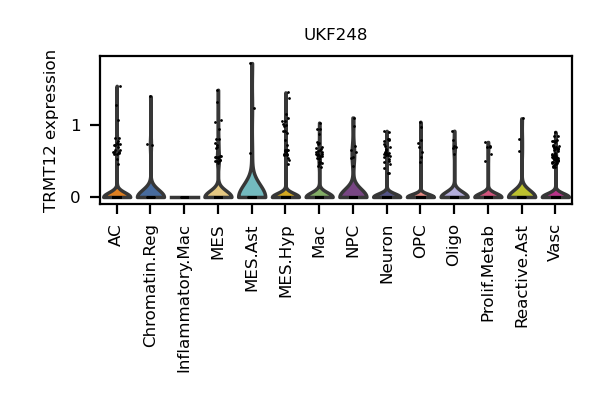 UKF248
TRMT12 expression
1
0
AC
Chromatin.Reg
Inflammatory.Mac
MES
MES.Ast
MES.Hyp
Mac
NPC
Neuron
OPC
Oligo
Prolif.Metab
Reactive.Ast
Vasc